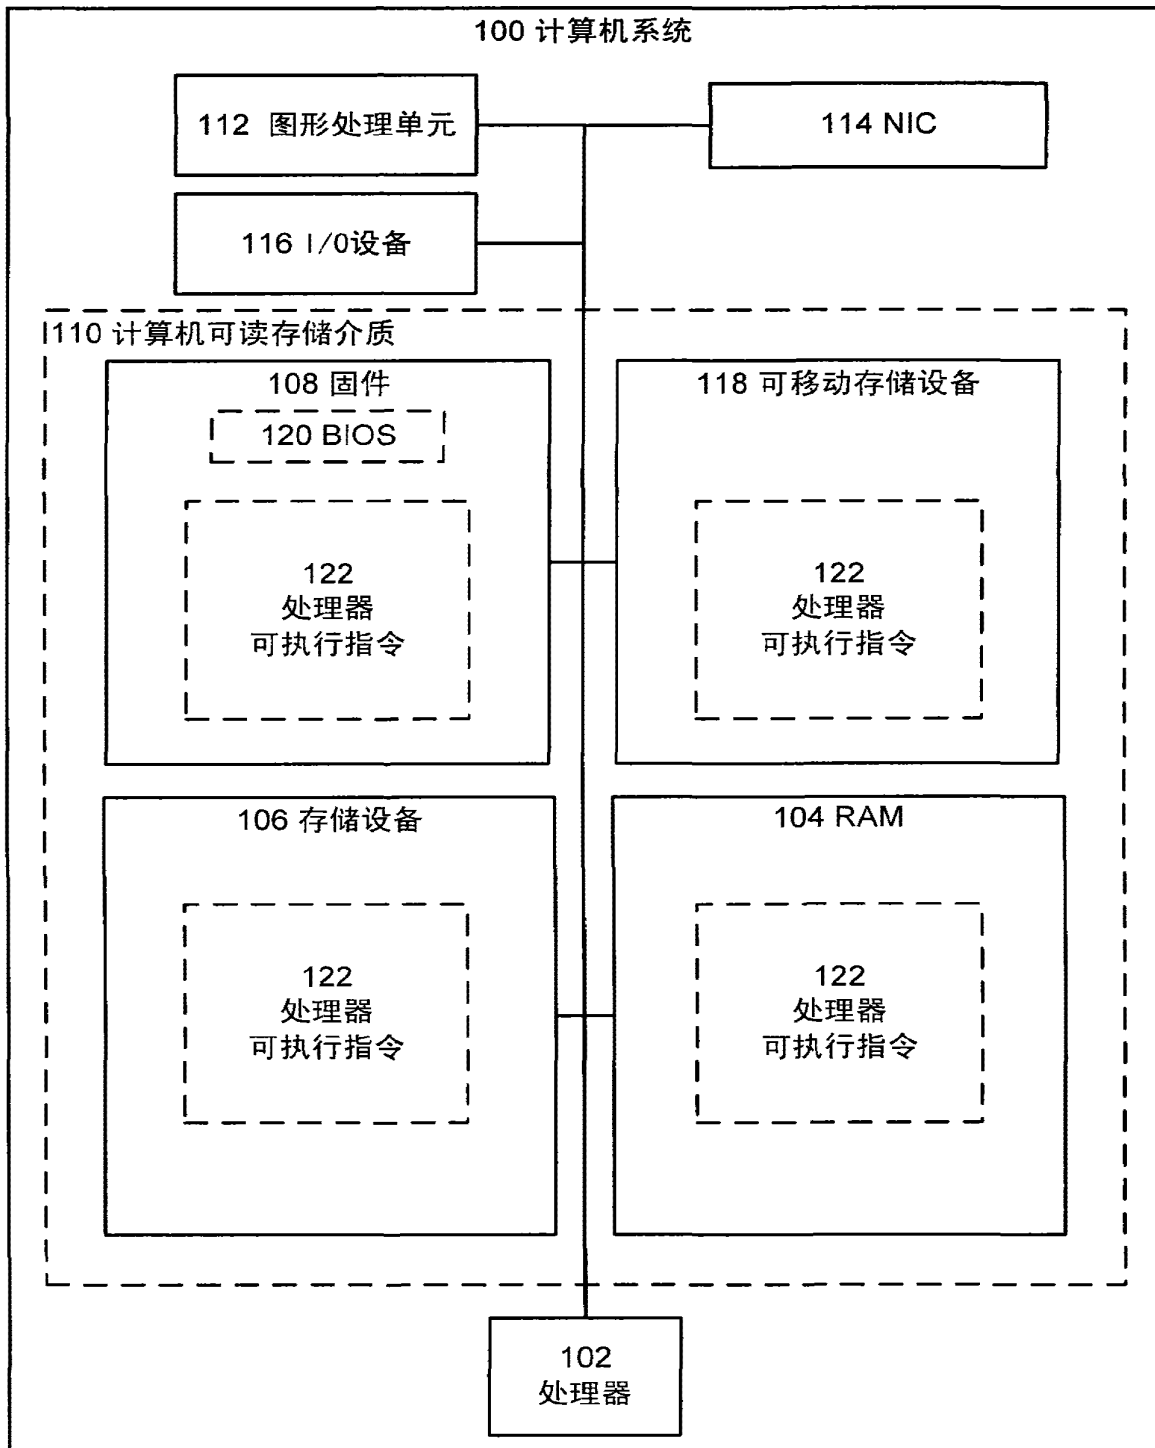 100 计算机系统
112 图形处理单元
114 NIC
116 I/0设备
110 计算机可读存储介质
108 固件
120 BIOS
122
处理器
可执行指令
118 可移动存储设备
122
处理器
可执行指令
106 存储设备
122
处理器
可执行指令
104 RAM
122
处理器
可执行指令
102
处理器